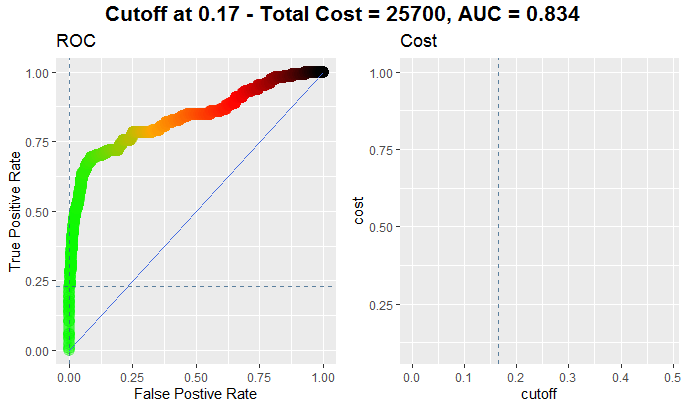 Cutoff at 0.17 - Total Cost = 25700, AUC = 0.834
ROC
Cost
1.00
0.75
0.50
0.25
0.00
True Positive Rate
0.00 0.25 0.50 0.75 1.00
False Postive Rate
1.00
0.75
0.50
0.25
cost
0.0 0.1 0.2 0.3 0.4 0.5
cutoff